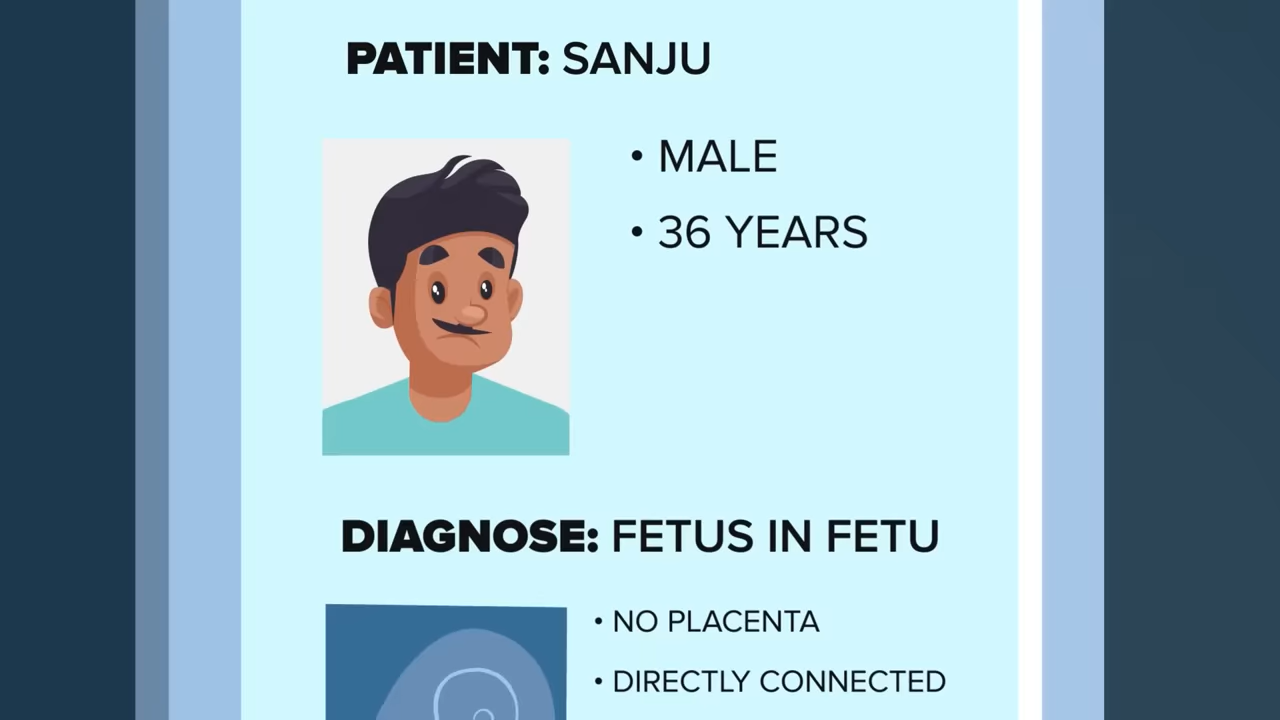 PATIENT: SANJU
• MALE
• 36 YEARS
DIAGNOSE: FETUS IN FETU
• NO PLACENTA
• DIRECTLY CONNECTED